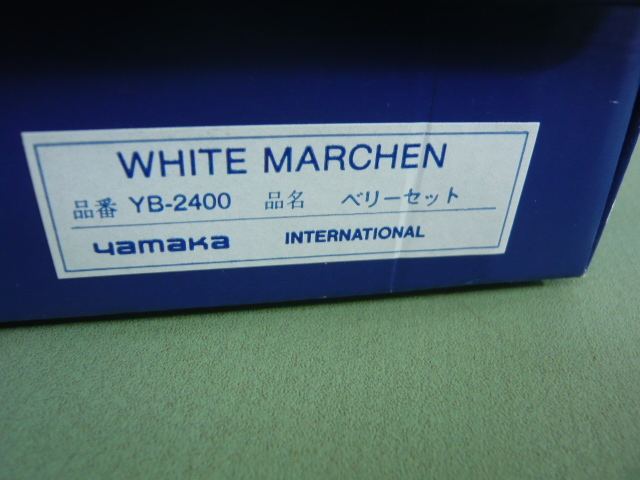 WHITE MARCHEN
品番 YB-2400 品名 ベリーセット
yamaka INTERNATIONAL